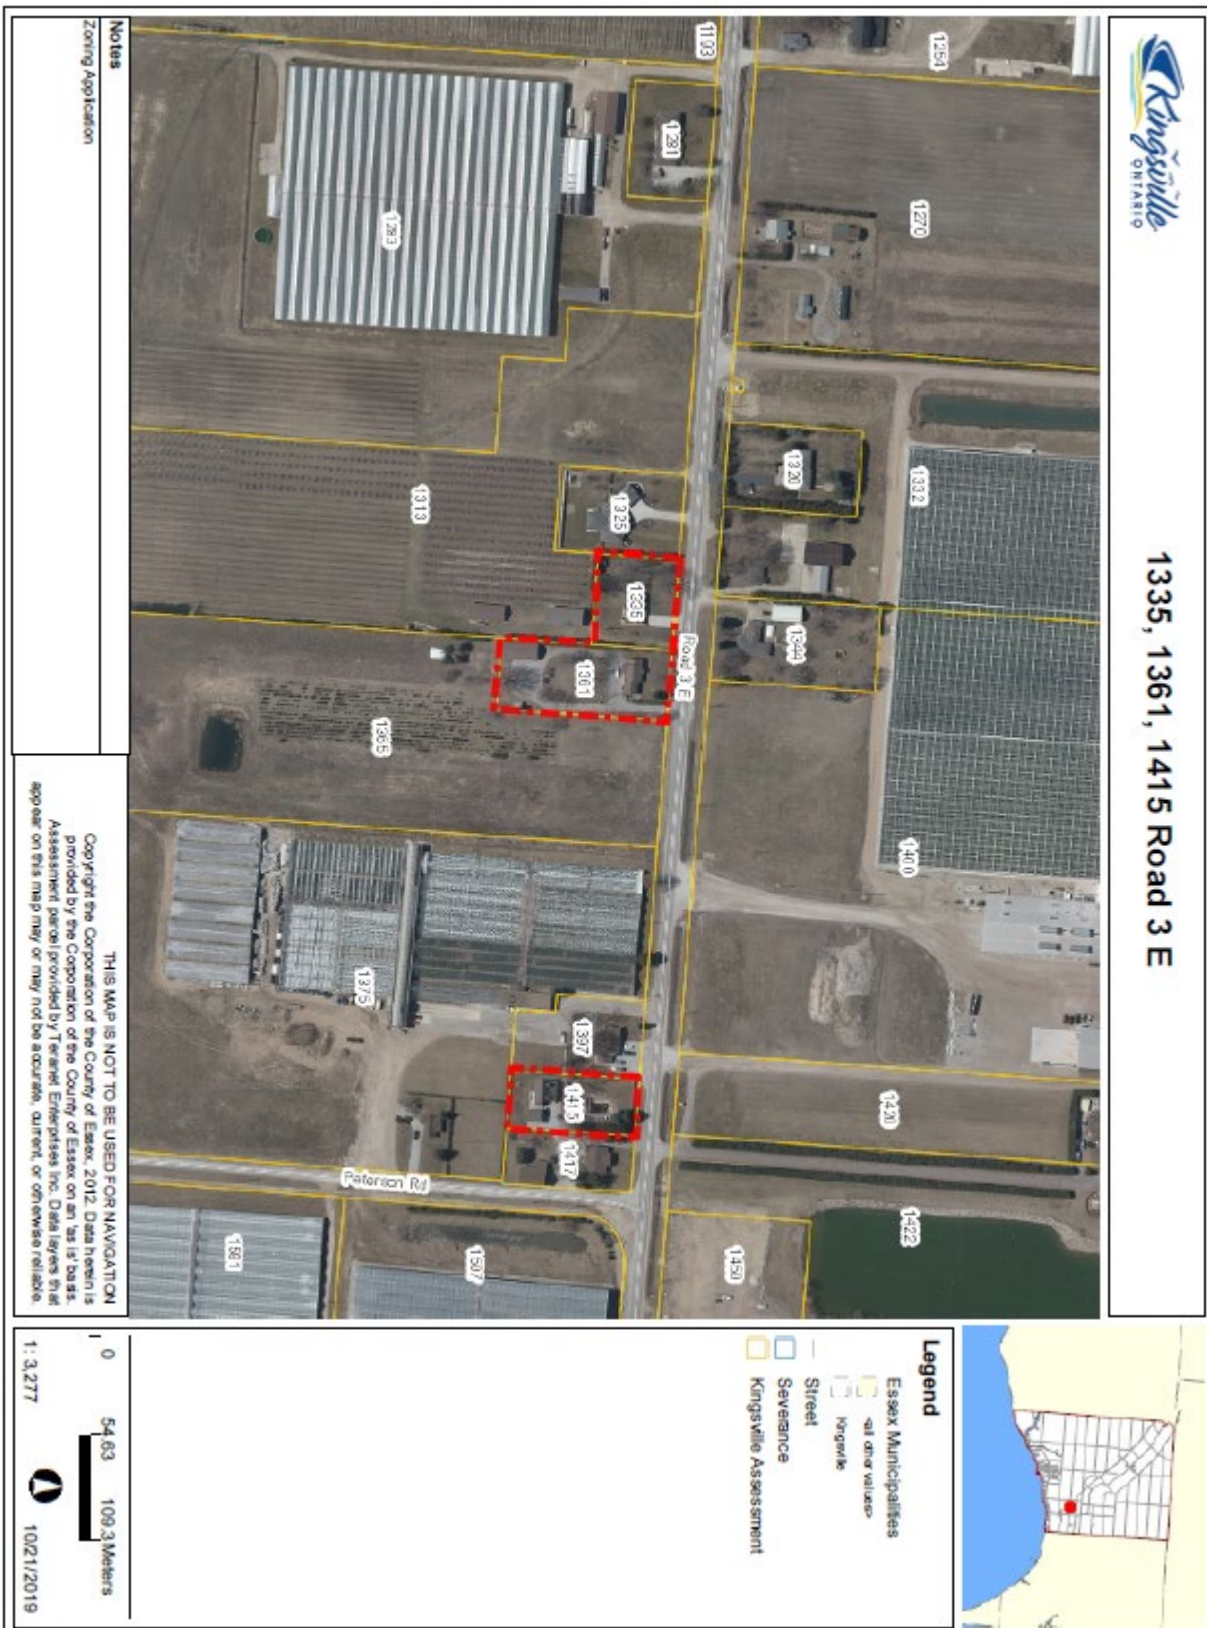 Kingsville
ONTARIO
1335, 1361, 1415 Road 3 E
1193
1254
1281
1270
1283
1320
1332
1325
1313
1335
1344
Road 3 E
1361
1365
1400
1375
1397
1415
1420
1417
Peterson Rd
1422
1581
1507
1450
Notes
Zoning Application
THIS MAP IS NOT TO BE USED FOR NAVIGATION
Copyright the Corporation of the County of Essex, 2012. Data herein is
provided by the Corporation of the County of Essex on an 'as is' basis.
Assessment parcel provided by Teranet Enterprises Inc. Data layers that
appear on this map may or may not be accurate, current, or otherwise reliable.
Legend
Essex Municipalities
<all other values>
Kingsville
Street
Severance
Kingsville Assessment
0 54.63 109.3 Meters
1: 3,277
10/21/2019